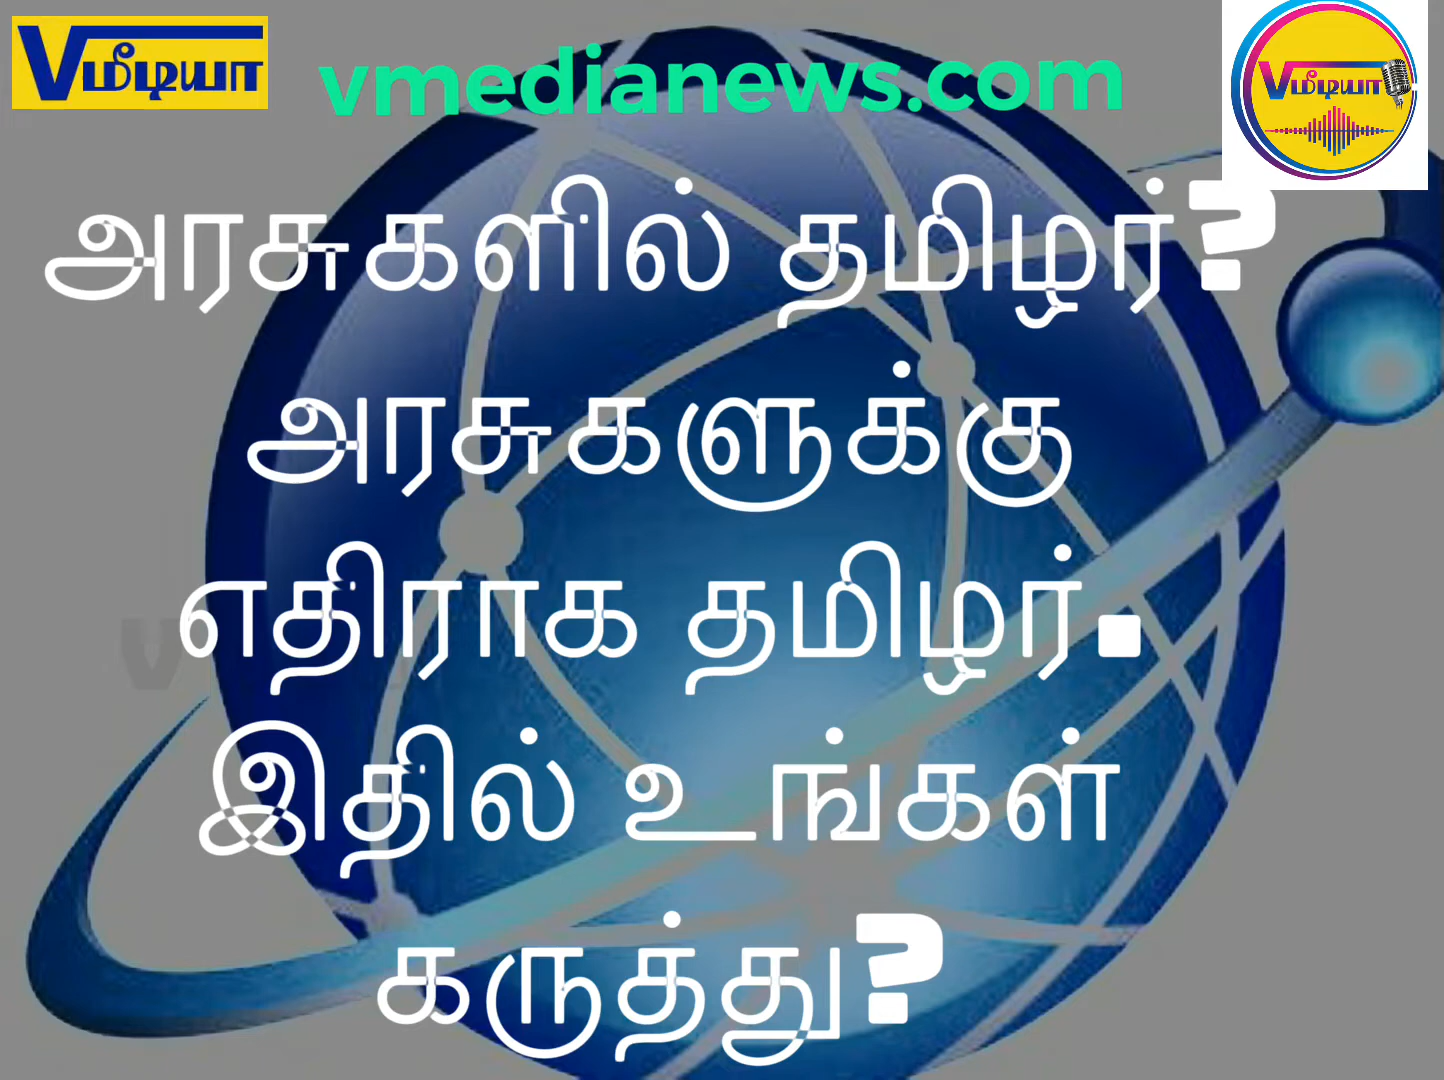 Vமீடியா
vmedianews.com
Vமீடியா
அரசுகளில் தமிழர்?
அரசுகளுக்கு
எதிராக தமிழர்.
இதில் உங்கள்
கருத்து?